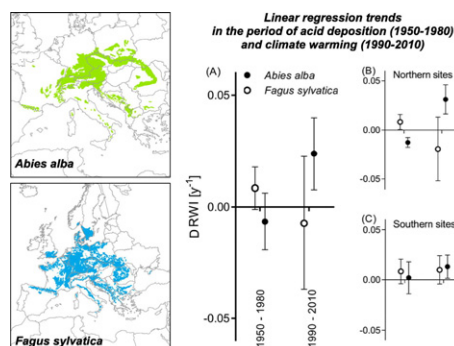 Abies alba
Fagus sylvatica
Linear regression trends
in the period of acid deposition (1950-1980)
and climate warming (1990-2010)
(A)
Abies alba
Fagus sylvatica
DRWI [y⁻¹]
0.05
0.00
-0.05
1950 - 1980
1990 - 2010
(B)
Northern sites
0.05
0.00
-0.05
(C)
Southern sites
0.05
0.00
-0.05